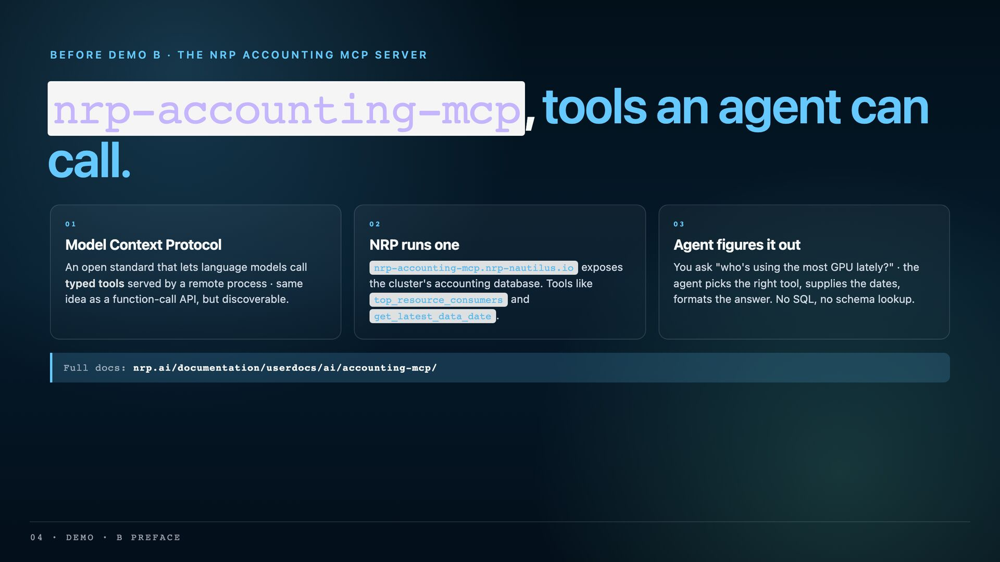 BEFORE DEMO B · THE NRP ACCOUNTING MCP SERVER
nrp-accounting-mcp, tools an agent can
call.
01
Model Context Protocol
An open standard that lets language models call
typed tools served by a remote process · same
idea as a function-call API, but discoverable.
02
NRP runs one
nrp-accounting-mcp.nrp-nautilus.io exposes
the cluster's accounting database. Tools like
top_resource_consumers and
get_latest_data_date.
03
Agent figures it out
You ask "who's using the most GPU lately?" · the
agent picks the right tool, supplies the dates,
formats the answer. No SQL, no schema lookup.
Full docs: nrp.ai/documentation/userdocs/ai/accounting-mcp/
04 · DEMO · B PREFACE